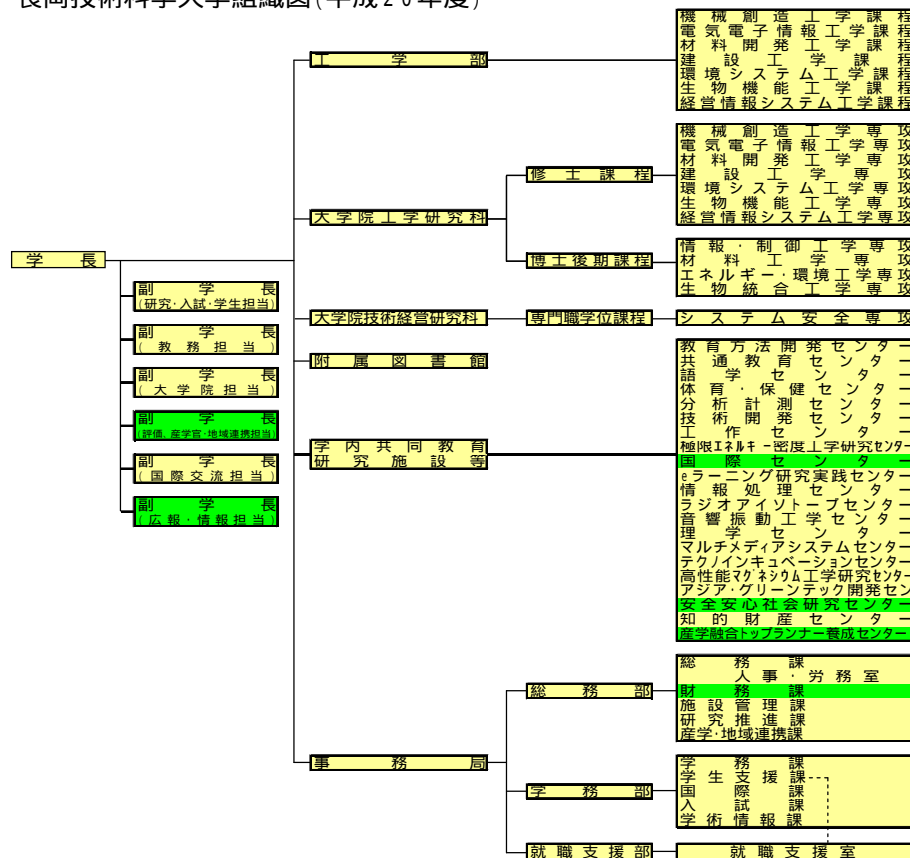 長岡技術科学大学組織図(平成20年度)
機械創造工学課程
電気電子情報工学課程
材料開発工学課程
建設工学課程
環境システム工学課程
生物機能工学課程
経営情報システム工学課程
工学部
機械創造工学専攻
電気電子情報工学専攻
材料開発工学専攻
建設工学専攻
環境システム工学専攻
生物機能工学専攻
経営情報システム工学専攻
修士課程
大学院工学研究科
情報・制御工学専攻
材料工学専攻
エネルギー・環境工学専攻
生物統合工学専攻
博士後期課程
学長
副学長
(研究・入試・学生担当)
副学長
(教務担当)
副学長
(大学院担当)
副学長
(評価、産学官・地域連携担当)
副学長
(国際交流担当)
副学長
(広報・情報担当)
大学院技術経営研究科
専門職学位課程
システム安全専攻
附属図書館
学内共同教育
研究施設等
教育方法開発センター
共通教育センター
語学センター
体育・保健センター
分析計測センター
技術開発センター
工作センター
極限エネルギー密度工学研究センター
国際センター
eラーニング研究実践センター
情報処理センター
ラジオアイソトープセンター
音響振動工学センター
理学センター
マルチメディアシステムセンター
テクノインキュベーションセンター
高性能マグネシウム工学研究センター
アジア・グリーンテック開発セン
安全安心社会研究センター
知的財産センター
産学融合トップランナー養成センター
総務課
人事・労務室
財務課
施設管理課
研究推進課
産学・地域連携課
総務部
事務局
学務課
学生支援課
国際課
入試課
学術情報課
学務部
就職支援部
就職支援室